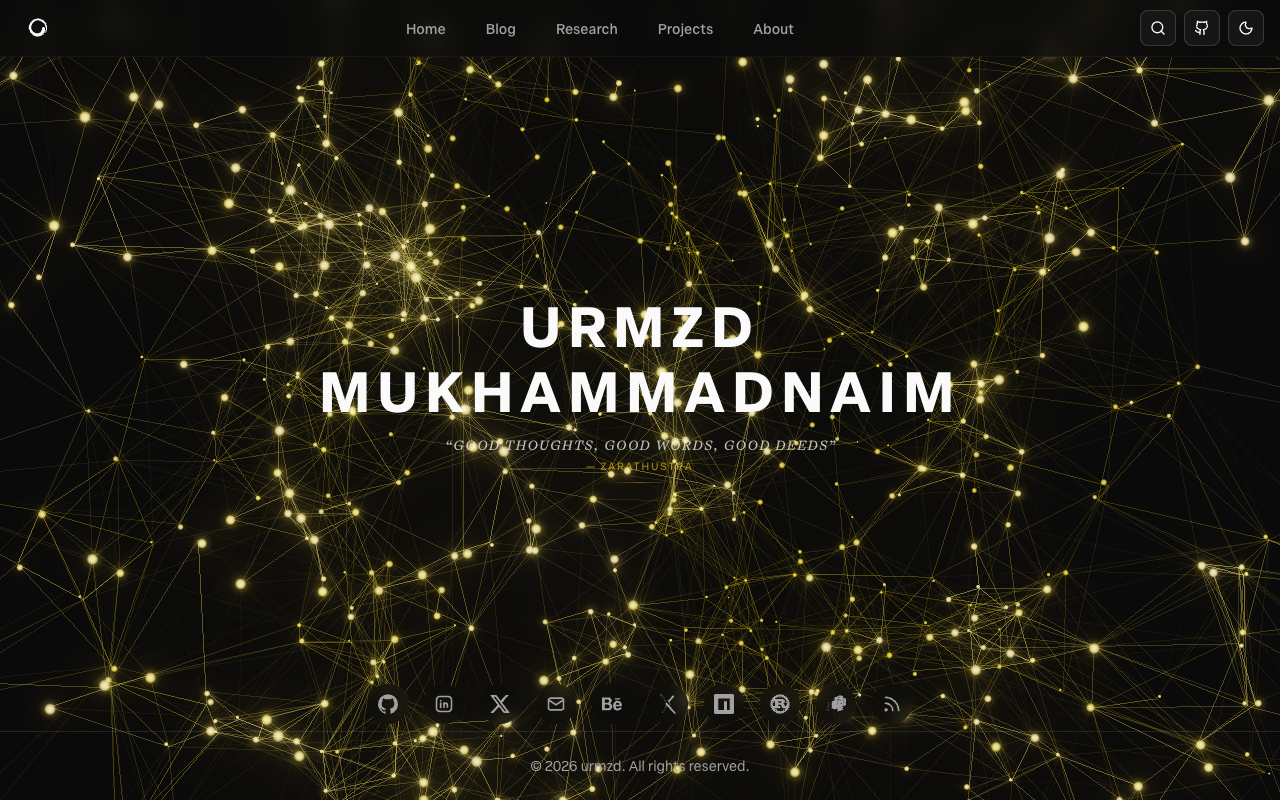 Home Blog Research Projects About
URMZD
MUKHAMMADNAIM
“GOOD THOUGHTS, GOOD WORDS, GOOD DEEDS”
— ZARATHUSTRA
in Bē
© 2026 urmzd. All rights reserved.